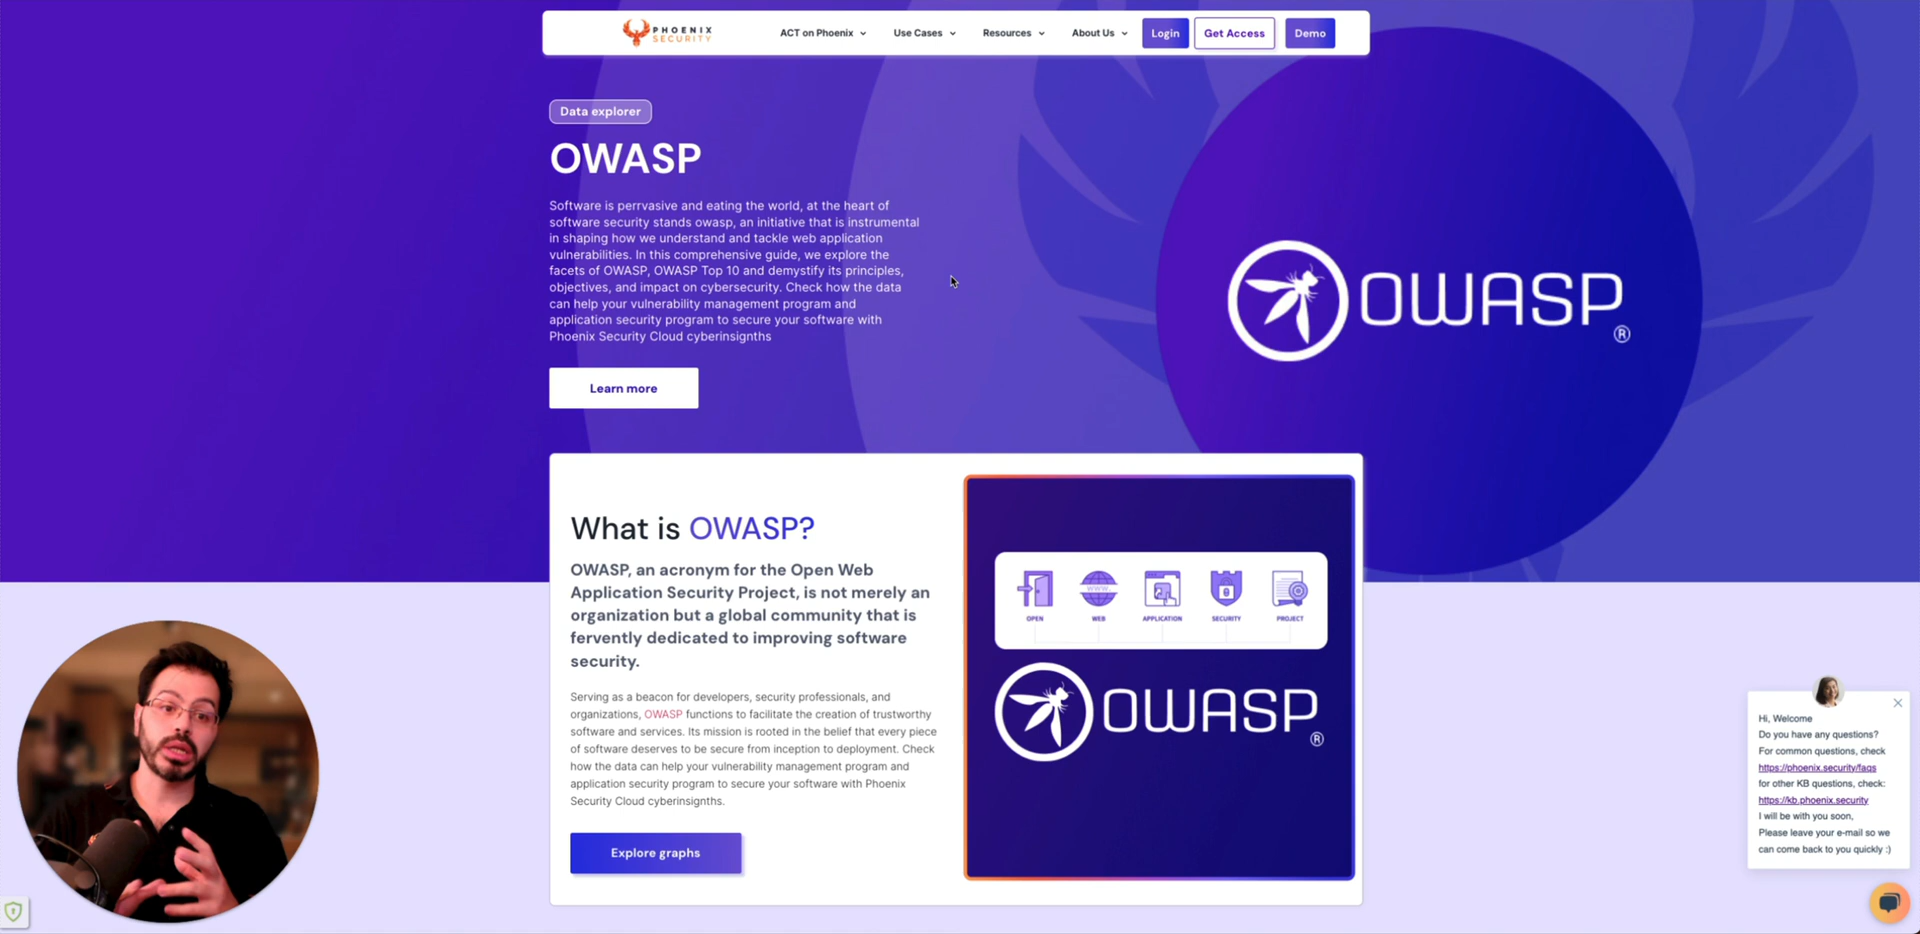 PHOENIX
SECURITY
ACT on Phoenix
Use Cases
Resources
About Us
Login
Get Access
Demo
Data explorer
OWASP
Software is perrvasive and eating the world, at the heart of
software security stands owasp, an initiative that is instrumental
in shaping how we understand and tackle web application
vulnerabilities. In this comprehensive guide, we explore the
facets of OWASP, OWASP Top 10 and demystify its principles,
objectives, and impact on cybersecurity. Check how the data
can help your vulnerability management program and
application security program to secure your software with
Phoenix Security Cloud cyberinsignths
Learn more
OWASP
®
What is OWASP?
OWASP, an acronym for the Open Web
Application Security Project, is not merely an
organization but a global community that is
fervently dedicated to improving software
security.
Serving as a beacon for developers, security professionals, and
organizations, OWASP functions to facilitate the creation of trustworthy
software and services. Its mission is rooted in the belief that every piece
of software deserves to be secure from inception to deployment. Check
how the data can help your vulnerability management program and
application security program to secure your software with Phoenix
Security Cloud cyberinsignths.
Explore graphs
WWW
OPEN
WEB
APPLICATION
SECURITY
PROJECT
OWASP
®
Hi, Welcome
Do you have any questions?
For common questions, check
https://phoenix.security/faqs
for other KB questions, check:
https://kb.phoenix.security
I will be with you soon,
Please leave your e-mail so we
can come back to you quickly :)